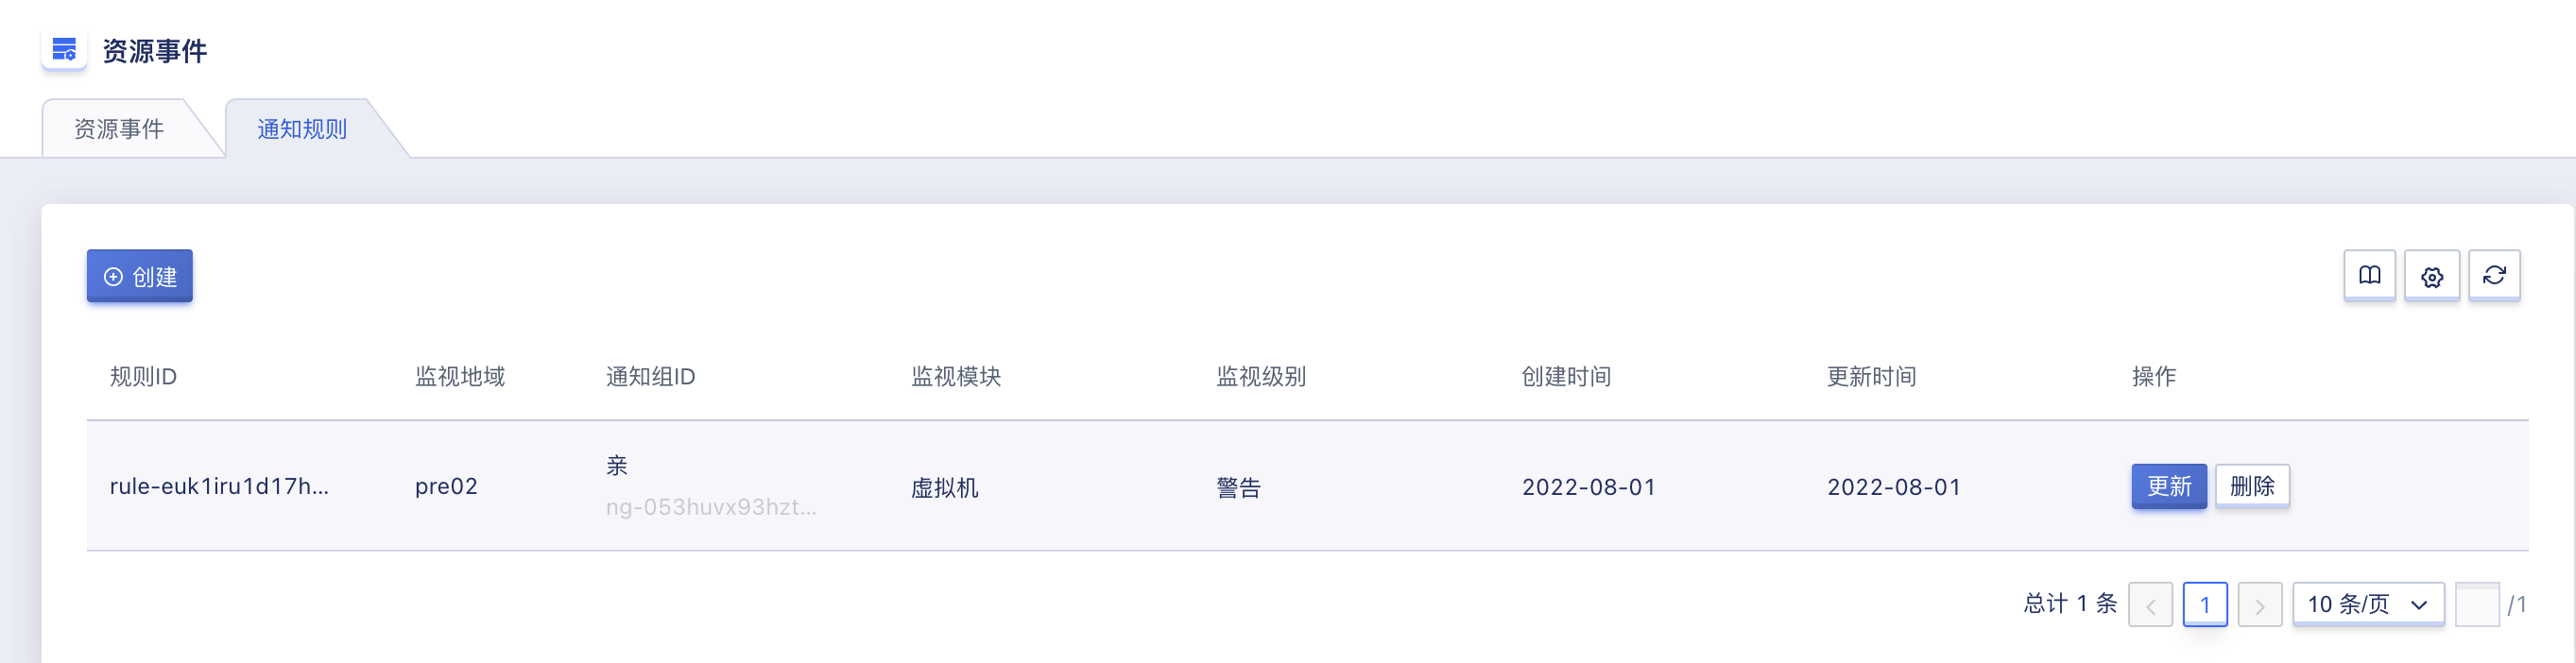 资源事件
资源事件 通知规则
创建
规则ID 监视地域 通知组ID 监视模块 监视级别 创建时间 更新时间 操作
rule-euk1iru1d17h... pre02 亲 虚拟机 警告 2022-08-01 2022-08-01 更新 删除
ng-053huvx93hzt...
总计 1 条 1 10 条/页 /1